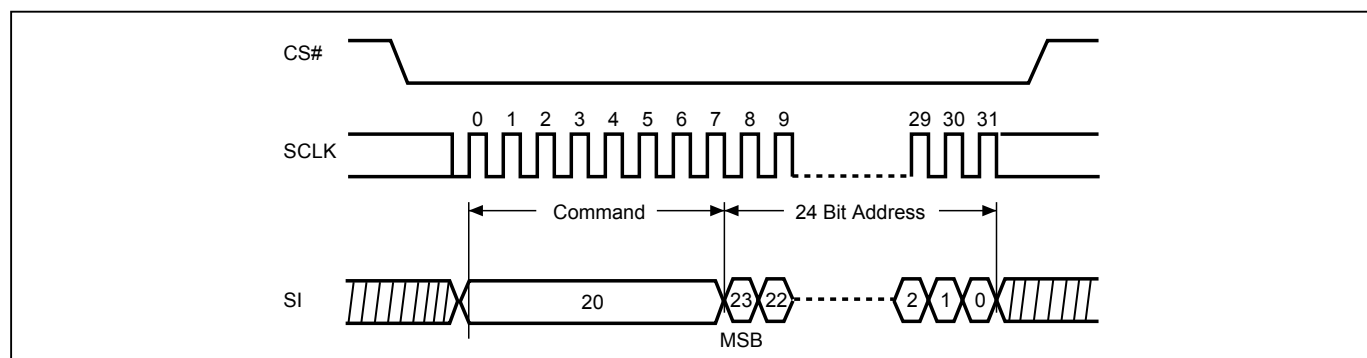 CS#
0 1 2 3 4 5 6 7 8 9 29 30 31
SCLK
Command 24 Bit Address
SI 20 23 22 2 1 0
MSB